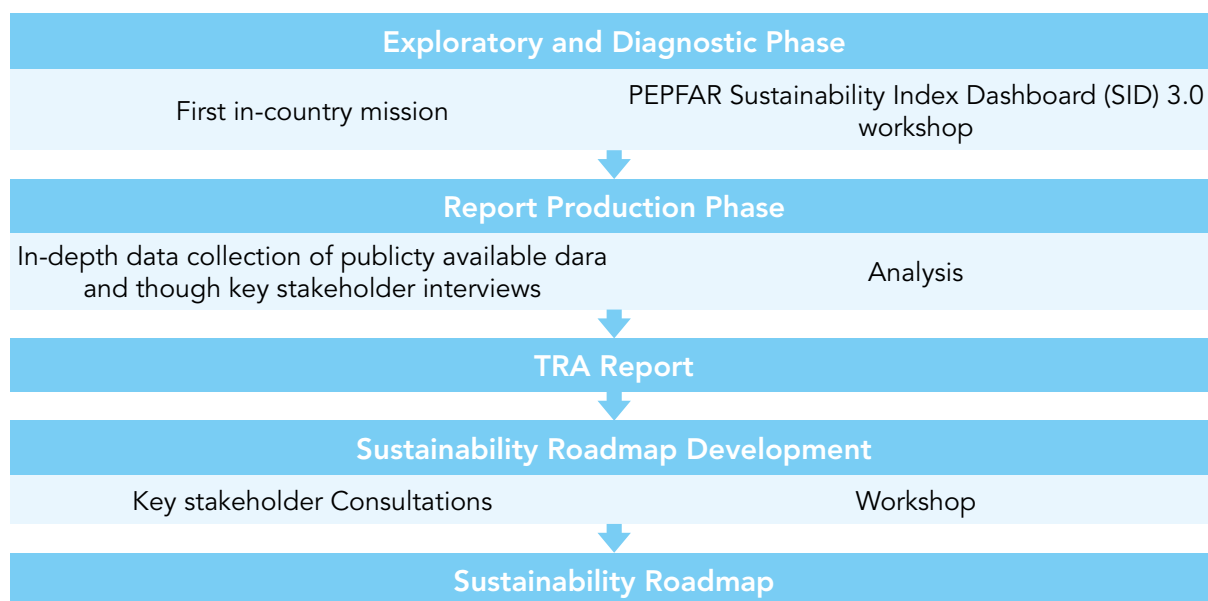 Exploratory and Diagnostic Phase
First in-country mission
PEPFAR Sustainability Index Dashboard (SID) 3.0
workshop
Report Production Phase
In-depth data collection of publicty available dara
and though key stakeholder interviews
Analysis
TRA Report
Sustainability Roadmap Development
Key stakeholder Consultations
Workshop
Sustainability Roadmap